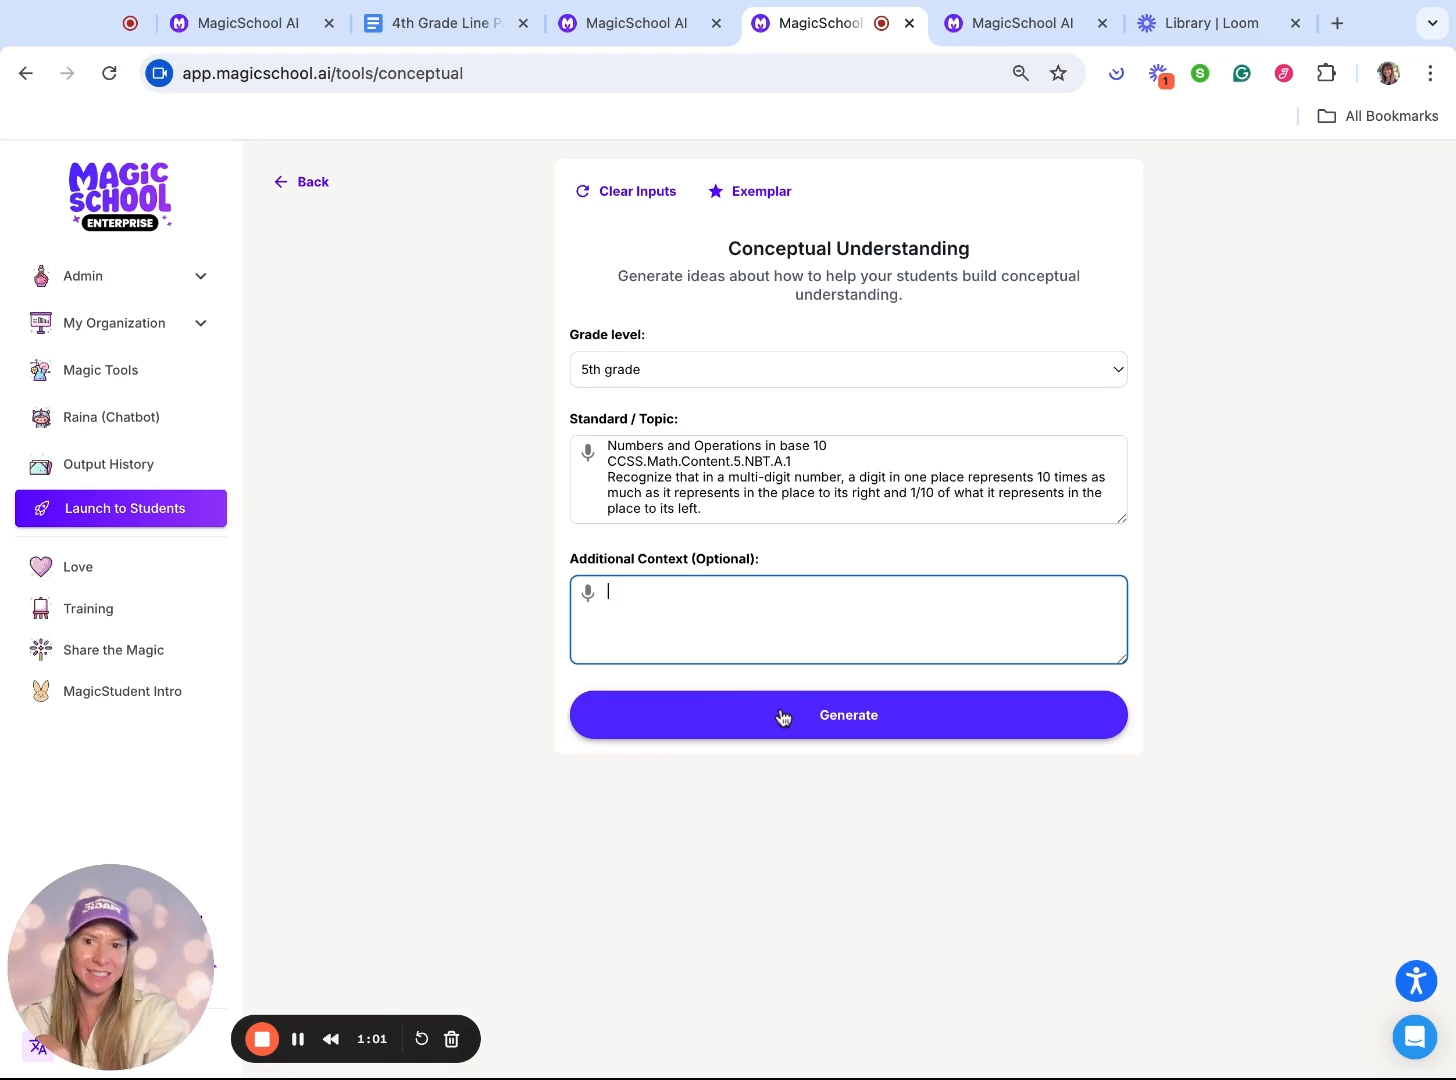 MagicSchool AI
4th Grade Line P
MagicSchool AI
MagicSchool
MagicSchool AI
Library | Loom
app.magicschool.ai/tools/conceptual
1
All Bookmarks
MAGiC
SCHOOL
ENTERPRISE
Admin
My Organization
Magic Tools
Raina (Chatbot)
Output History
Launch to Students
Love
Training
Share the Magic
MagicStudent Intro
Back
Clear Inputs
Exemplar
Conceptual Understanding
Generate ideas about how to help your students build conceptual
understanding.
Grade level:
5th grade
Standard / Topic:
Numbers and Operations in base 10
CCSS.Math.Content.5.NBT.A.1
Recognize that in a multi-digit number, a digit in one place represents 10 times as
much as it represents in the place to its right and 1/10 of what it represents in the
place to its left.
Additional Context (Optional):
Generate
1:01